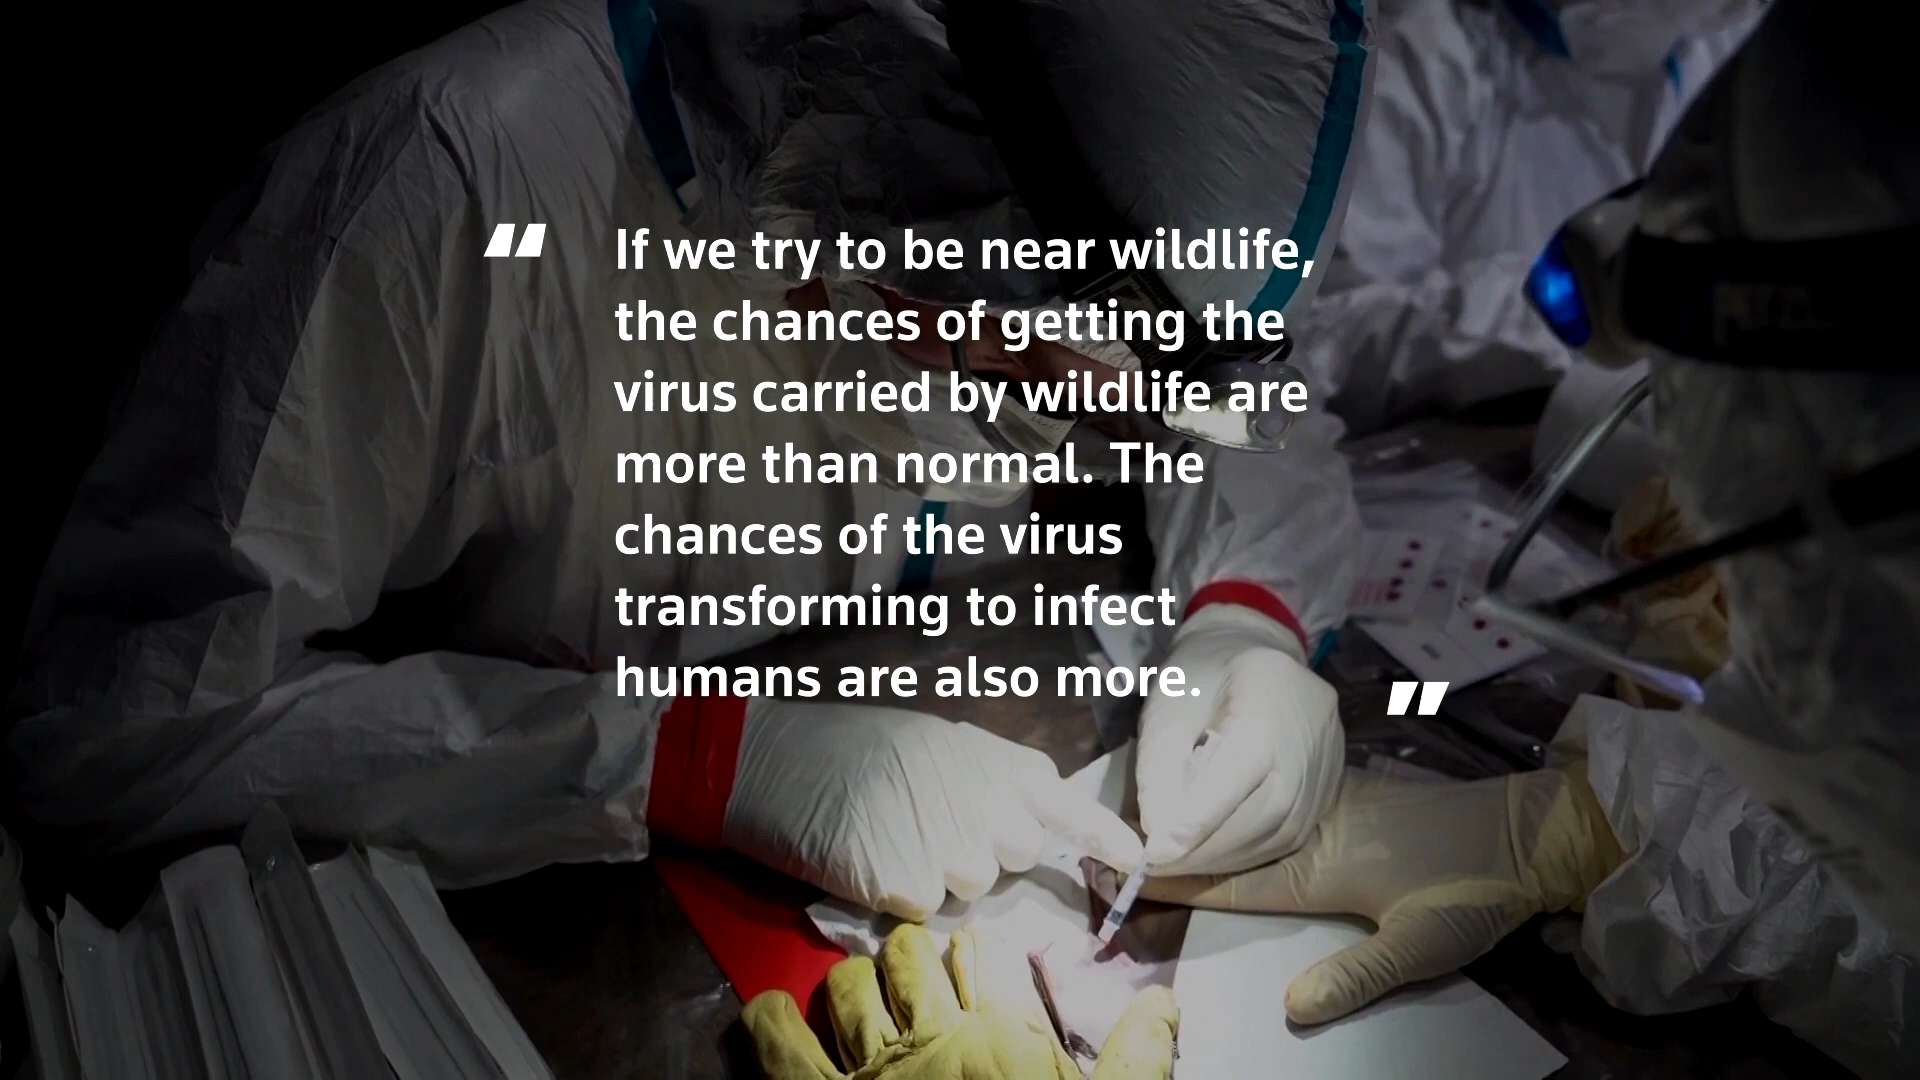 “ If we try to be near wildlife,
the chances of getting the
virus carried by wildlife are
more than normal. The
chances of the virus
transforming to infect
humans are also more. ”
PETZL